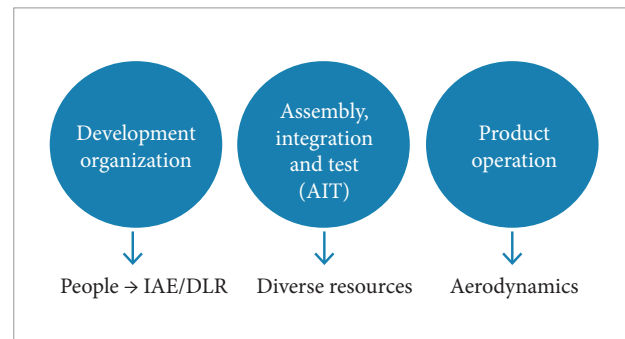 Development
organization
Assembly,
integration
and test
(AIT)
Product
operation
People → IAE/DLR
Diverse resources
Aerodynamics